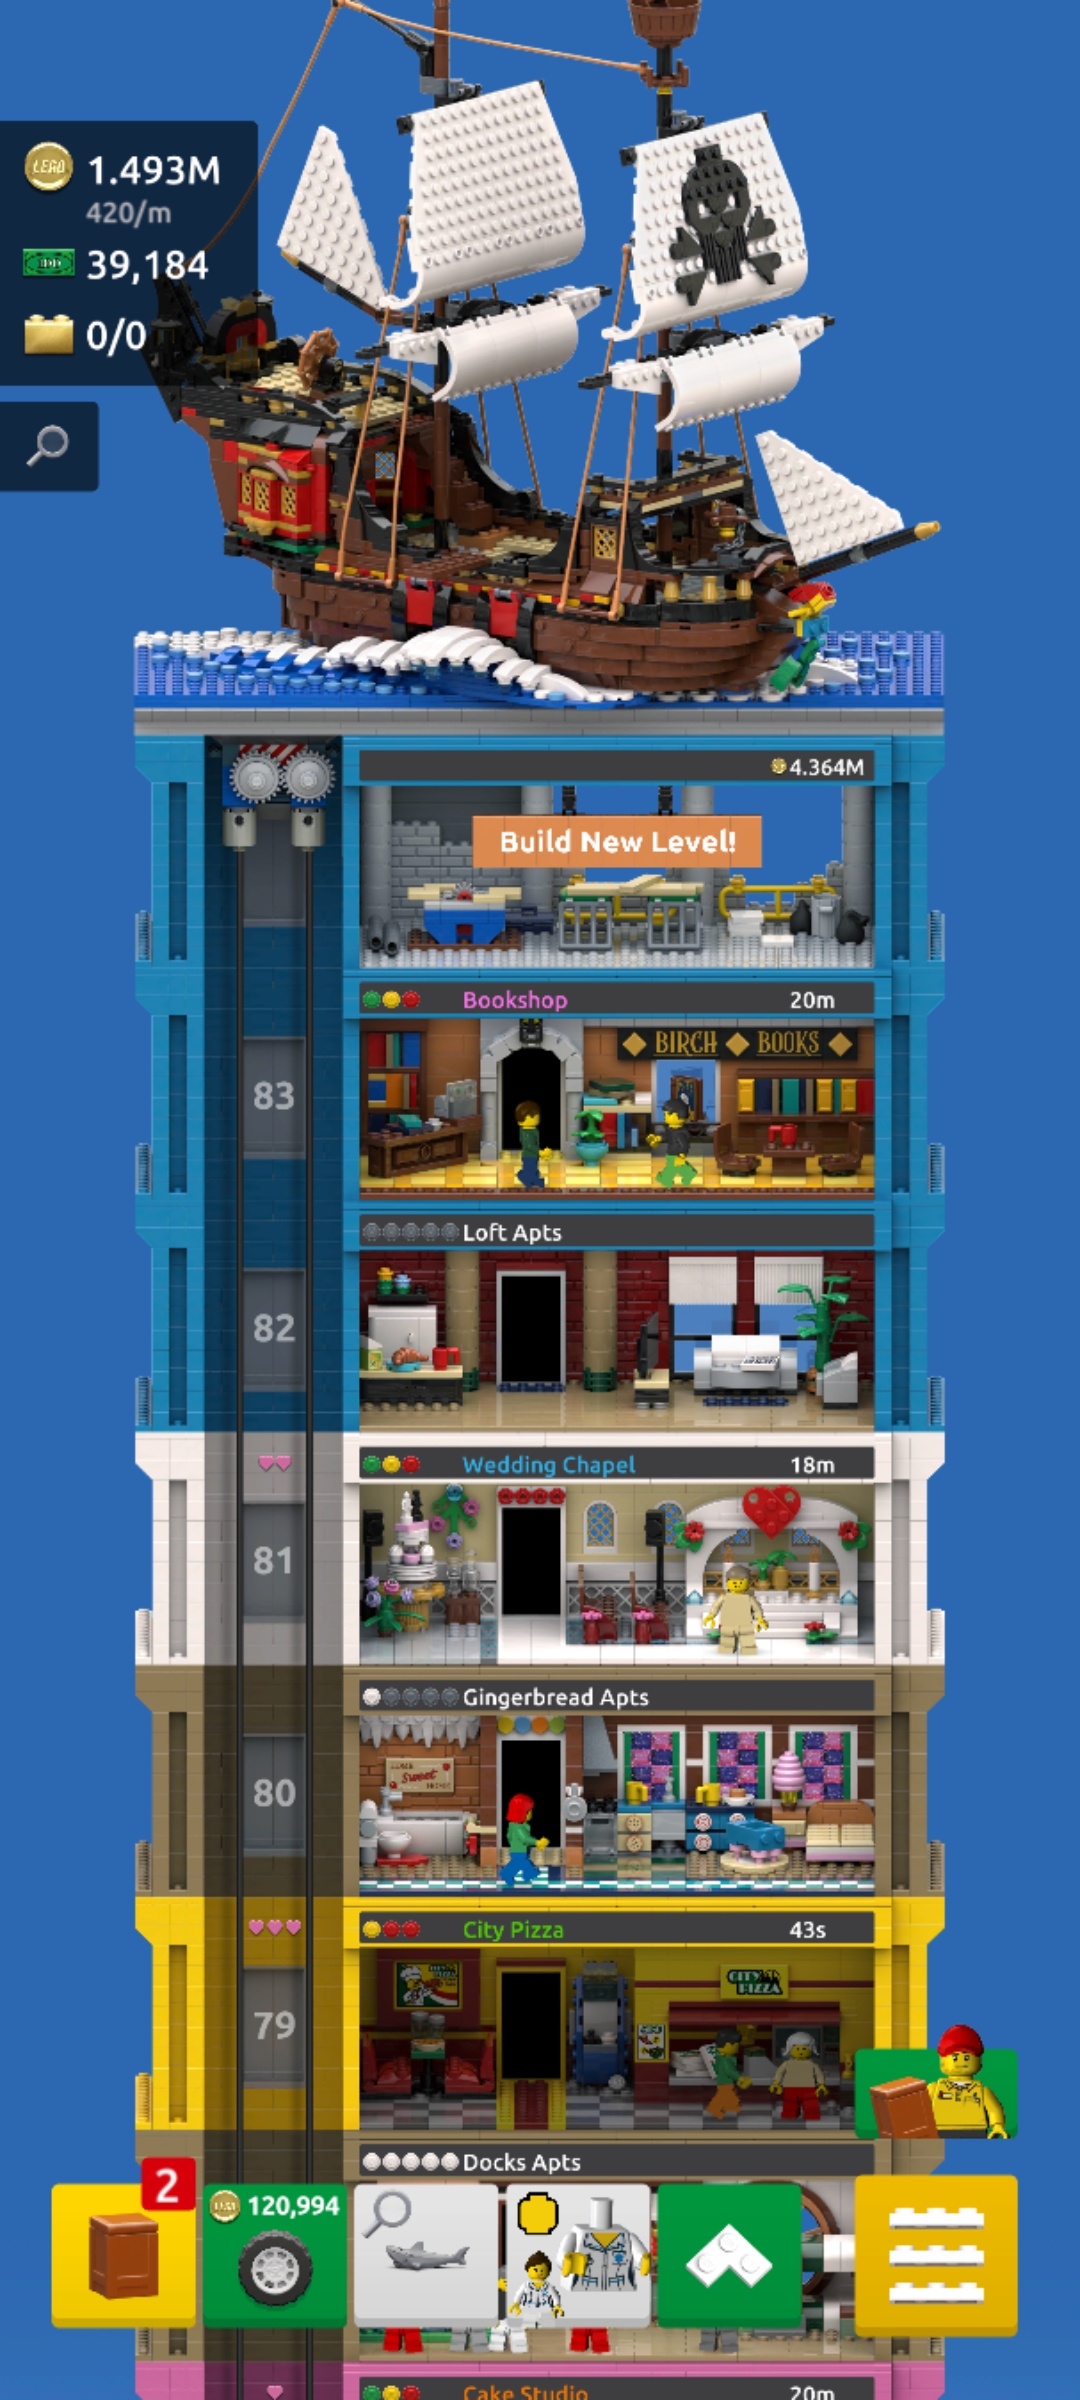 1.493M
420/m
39,184
0/0
4.364M
Build New Level!
Bookshop 20m
BIRCH BOOKS
83
Loft Apts
82
Wedding Chapel 18m
81
Gingerbread Apts
Sweet
80
City Pizza 43s
CITY PIZZA
79
Docks Apts
2
LEGO 120,994
Cake Studio 20m